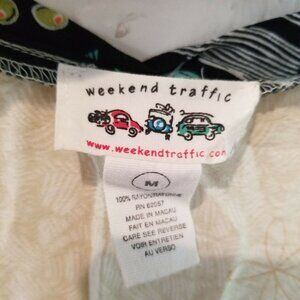 weekend traffic
www.weekendtraffic.com
M
100% RAYON/RAYONNE
RN 62057
MADE IN MACAU
FAIT EN MACAU
CARE SEE REVERSE
VOIR ENTRETIEN
AU VERSO